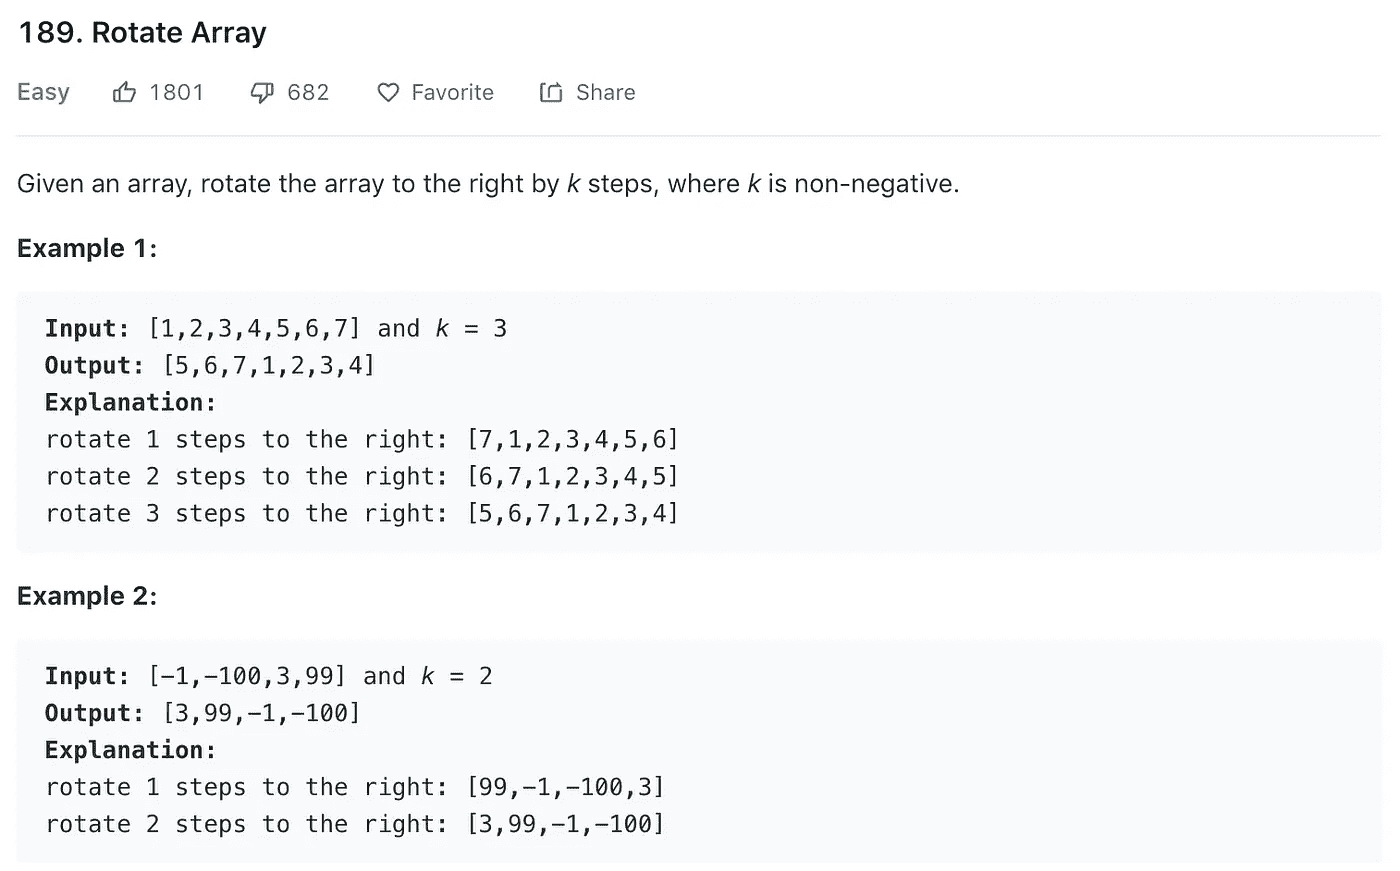 189. Rotate Array
Easy 1801 682 Favorite Share
Given an array, rotate the array to the right by k steps, where k is non-negative.
Example 1:
Input: [1,2,3,4,5,6,7] and k = 3
Output: [5,6,7,1,2,3,4]
Explanation:
rotate 1 steps to the right: [7,1,2,3,4,5,6]
rotate 2 steps to the right: [6,7,1,2,3,4,5]
rotate 3 steps to the right: [5,6,7,1,2,3,4]
Example 2:
Input: [−1,−100,3,99] and k = 2
Output: [3,99,−1,−100]
Explanation:
rotate 1 steps to the right: [99,−1,−100,3]
rotate 2 steps to the right: [3,99,−1,−100]